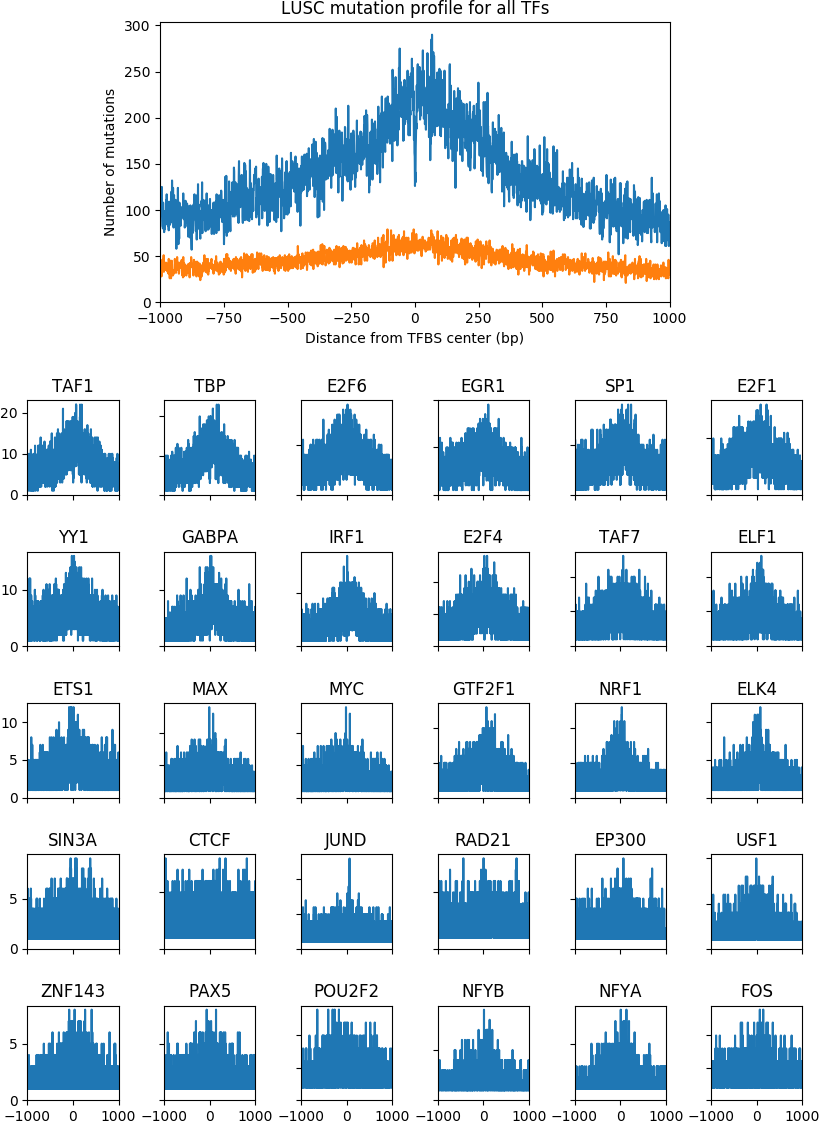 LUSC mutation profile for all TFs
300
250
200
150
100
50
0
Number of mutations
−1000 −750 −500 −250 0 250 500 750 1000
Distance from TFBS center (bp)
TAF1 TBP E2F6 EGR1 SP1 E2F1
20
10
0
YY1 GABPA IRF1 E2F4 TAF7 ELF1
10
0
ETS1 MAX MYC GTF2F1 NRF1 ELK4
10
5
0
SIN3A CTCF JUND RAD21 EP300 USF1
5
0
ZNF143 PAX5 POU2F2 NFYB NFYA FOS
5
0
−1000 0 1000 −1000 0 1000 −1000 0 1000 −1000 0 1000 −1000 0 1000 −1000 0 1000